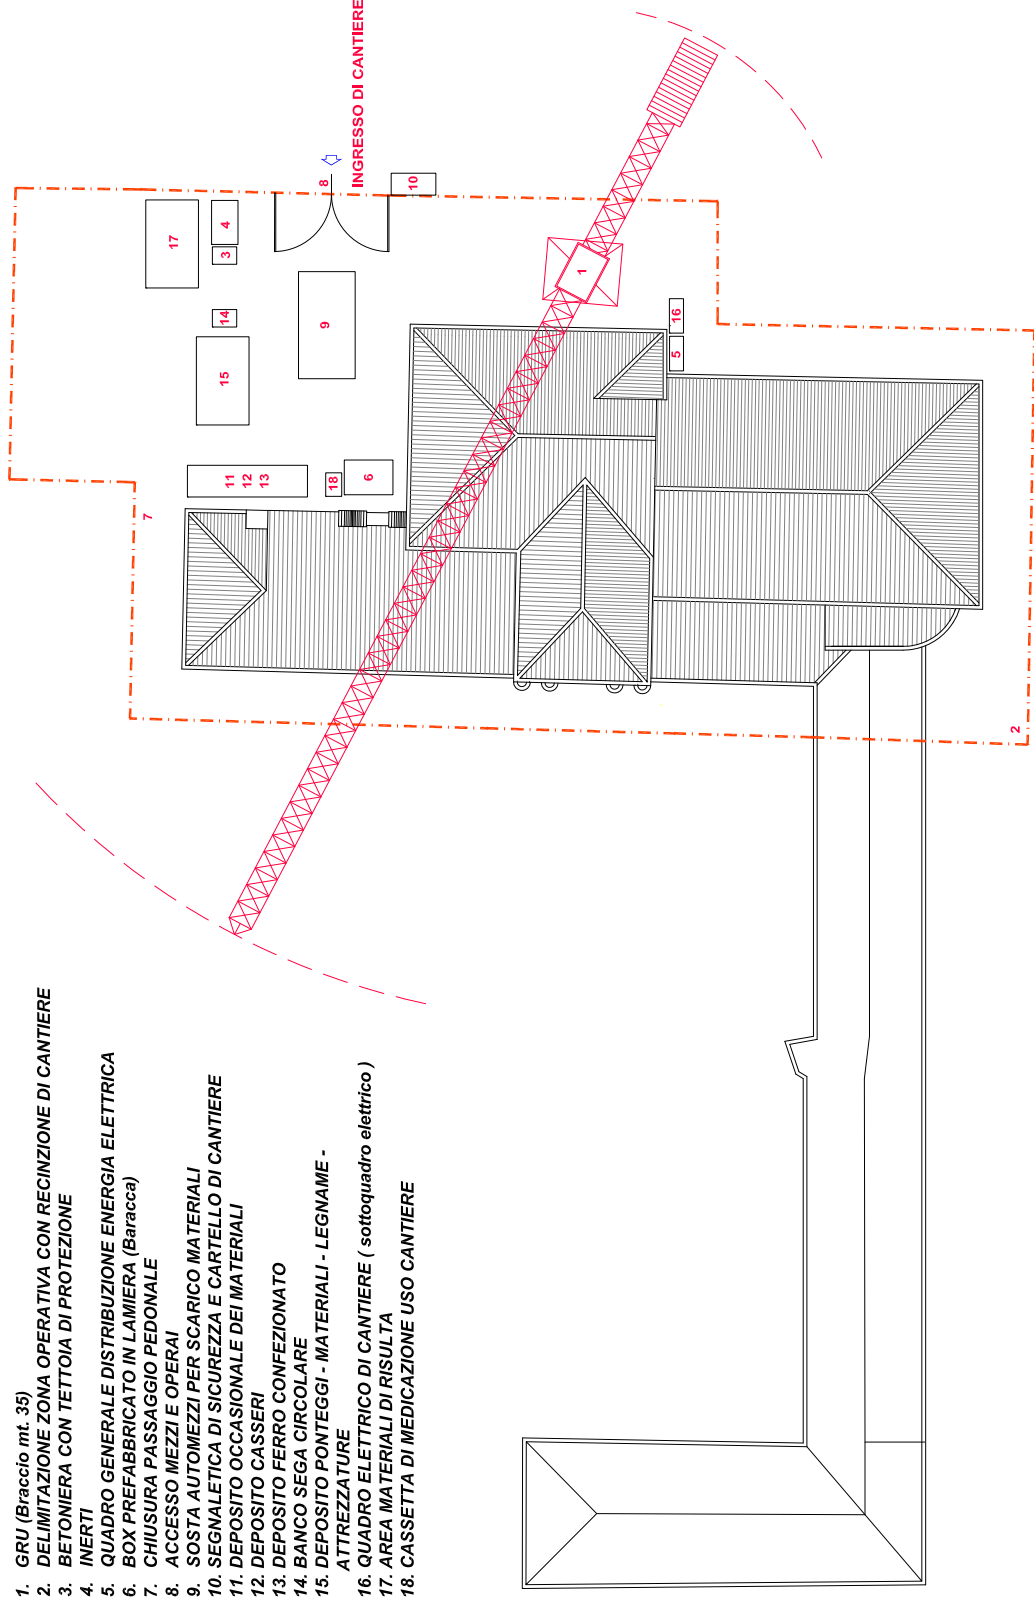 1. GRU (Braccio mt. 35)
2. DELIMITAZIONE ZONA OPERATIVA CON RECINZIONE DI CANTIERE
3. BETONIERA CON TETTOIA DI PROTEZIONE
4. INERTI
5. QUADRO GENERALE DISTRIBUZIONE ENERGIA ELETTRICA
6. BOX PREFABBRICATO IN LAMIERA (Baracca)
7. CHIUSURA PASSAGGIO PEDONALE
8. ACCESSO MEZZI E OPERAI
9. SOSTA AUTOMEZZI PER SCARICO MATERIALI
10. SEGNALETICA DI SICUREZZA E CARTELLO DI CANTIERE
11. DEPOSITO OCCASIONALE DEI MATERIALI
12. DEPOSITO CASSERI
13. DEPOSITO FERRO CONFEZIONATO
14. BANCO SEGA CIRCOLARE
15. DEPOSITO PONTEGGI - MATERIALI - LEGNAME -
ATTREZZATURE
16. QUADRO ELETTRICO DI CANTIERE ( sottoquadro elettrico )
17. AREA MATERIALI DI RISULTA
18. CASSETTA DI MEDICAZIONE USO CANTIERE
7
11
12
13
18
6
15
14
9
17
3
4
8
INGRESSO DI CANTIERE
10
1
5
16
2